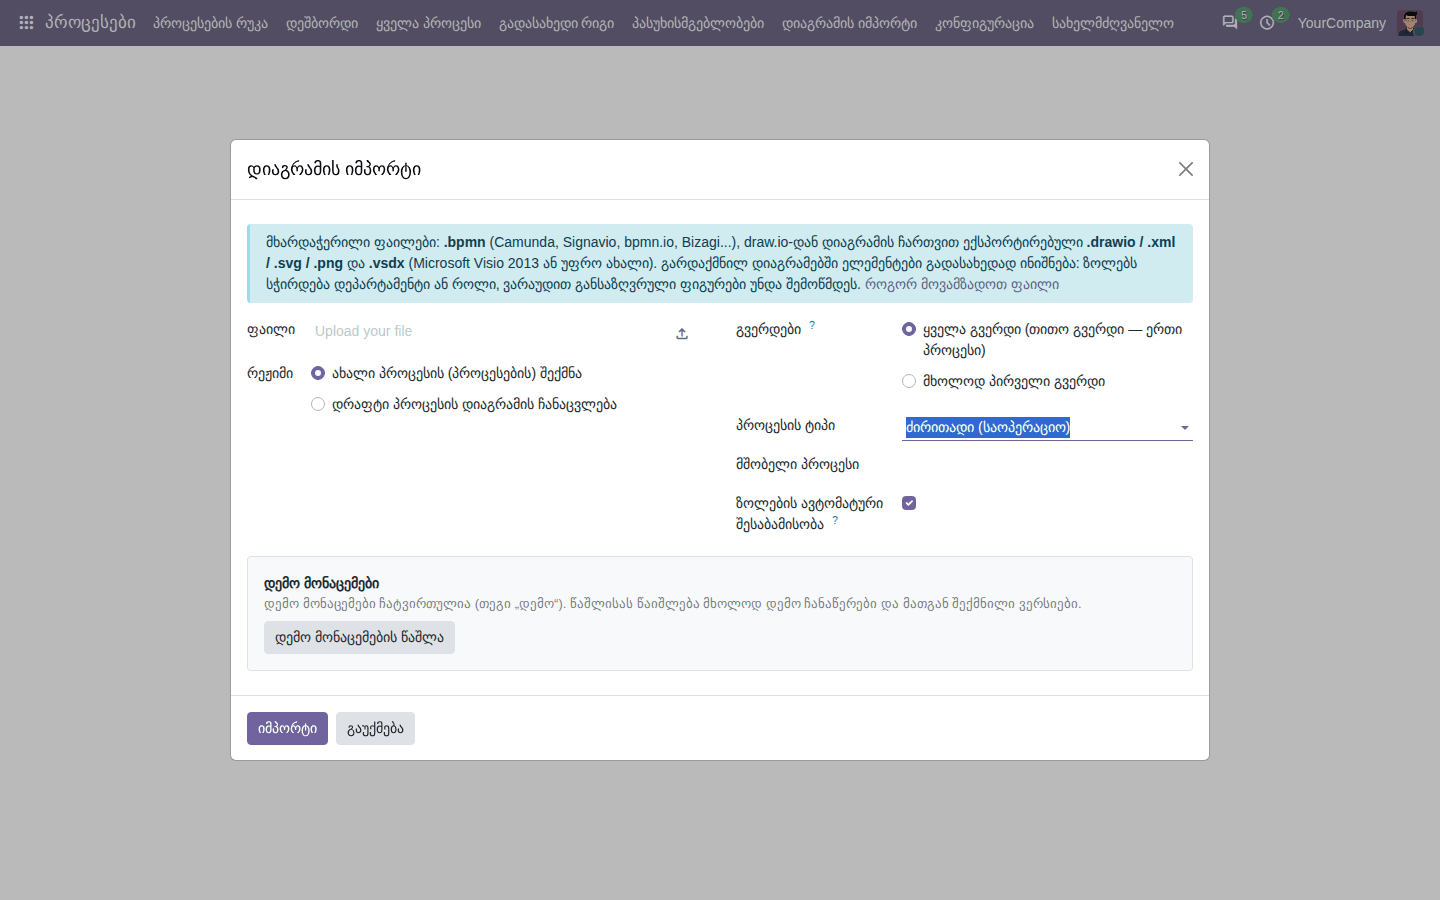 პროცესები პროცესების რუკა დეშბორდი ყველა პროცესი გადასახედი რიგი პასუხისმგებლობები დიაგრამის იმპორტი კონფიგურაცია სახელმძღვანელო 5 2 YourCompany
დიაგრამის იმპორტი
მხარდაჭერილი ფაილები: .bpmn (Camunda, Signavio, bpmn.io, Bizagi...), draw.io-დან დიაგრამის ჩართვით ექსპორტირებული .drawio / .xml
/ .svg / .png და .vsdx (Microsoft Visio 2013 ან უფრო ახალი). გარდაქმნილ დიაგრამებში ელემენტები გადასახედად ინიშნება: ზოლებს
სჭირდება დეპარტამენტი ან როლი, ვარაუდით განსაზღვრული ფიგურები უნდა შემოწმდეს. როგორ მოვამზადოთ ფაილი
ფაილი Upload your file
რეჟიმი ახალი პროცესის (პროცესების) შექმნა
დრაფტი პროცესის დიაგრამის ჩანაცვლება
გვერდები ? ყველა გვერდი (თითო გვერდი — ერთი
პროცესი)
მხოლოდ პირველი გვერდი
პროცესის ტიპი ძირითადი (საოპერაციო)
მშობელი პროცესი
ზოლების ავტომატური
შესაბამისობა ?
დემო მონაცემები
დემო მონაცემები ჩატვირთულია (თეგი „დემო“). წაშლისას წაიშლება მხოლოდ დემო ჩანაწერები და მათგან შექმნილი ვერსიები.
დემო მონაცემების წაშლა
იმპორტი გაუქმება